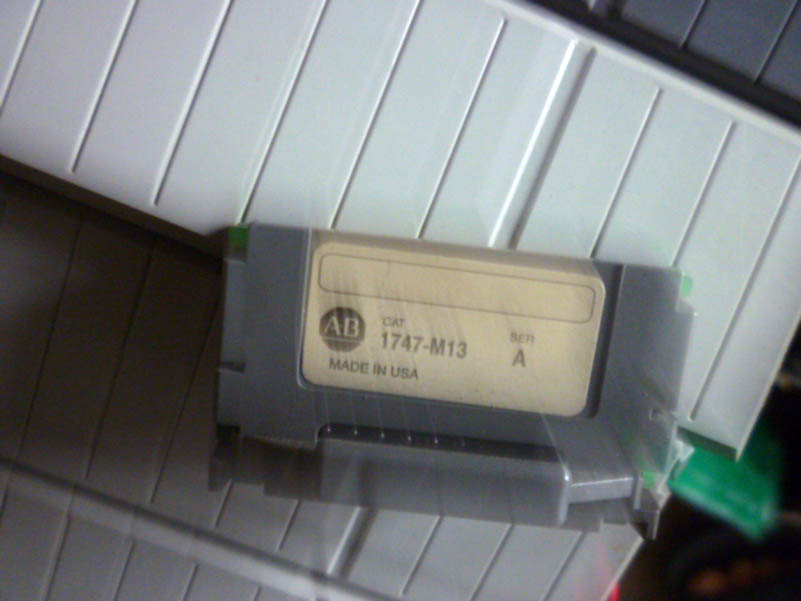 AB
CAT
1747-M13
SER
A
MADE IN USA